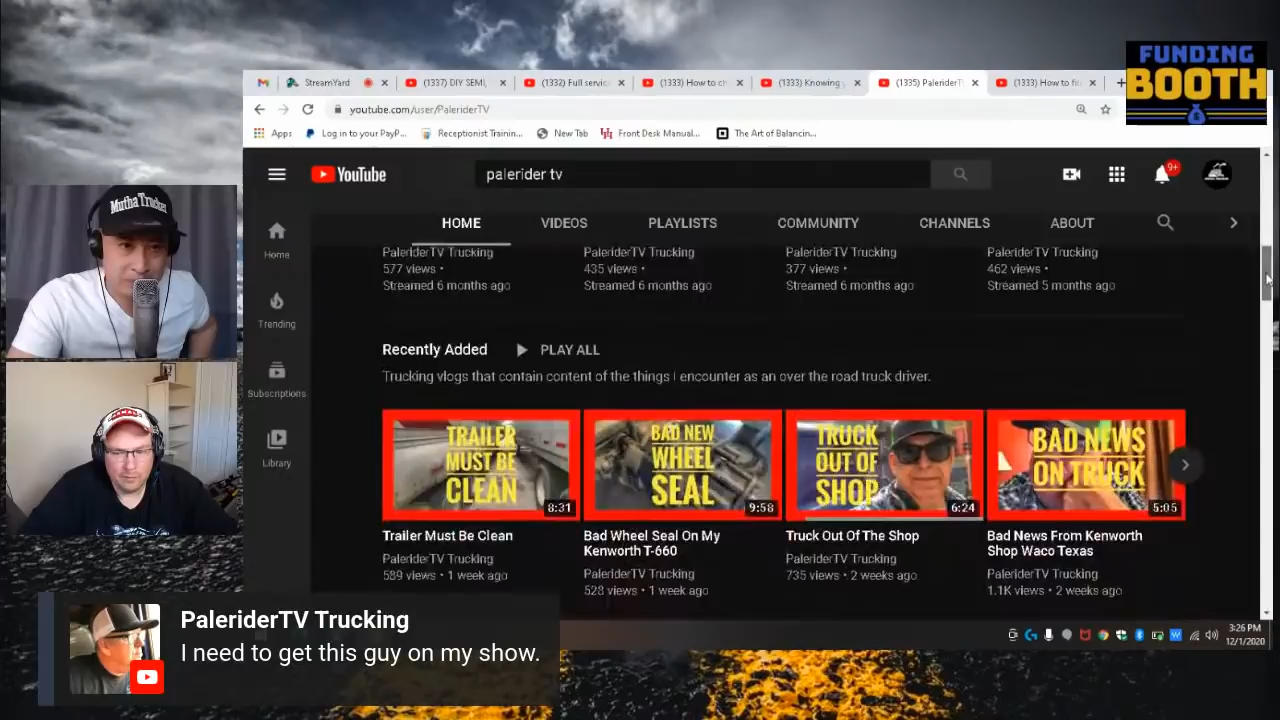 FUNDING
BOOTH
StreamYard
(1337) DIY SEMI,
(1332) Full servic
(1333) How to ch
(1333) Knowing
(1335) Palerider
(1333) How to fi
youtube.com/user/PaleriderTV
Apps
Log in to your PayP...
Receptionist Trainin...
New Tab
Front Desk Manual...
The Art of Balancin...
YouTube
palerider tv
9+
Mutha Trucker
HOME VIDEOS PLAYLISTS COMMUNITY CHANNELS ABOUT
Home
Trending
Subscriptions
Library
PaleriderTV Trucking
577 views •
Streamed 6 months ago
PaleriderTV Trucking
435 views •
Streamed 6 months ago
PaleriderTV Trucking
377 views •
Streamed 6 months ago
PaleriderTV Trucking
462 views •
Streamed 5 months ago
Recently Added PLAY ALL
Trucking vlogs that contain content of the things I encounter as an over the road truck driver.
TRAILER
MUST BE
CLEAN
8:31
Trailer Must Be Clean
PaleriderTV Trucking
589 views • 1 week ago
BAD NEW
WHEEL
SEAL
9:58
Bad Wheel Seal On My
Kenworth T-660
PaleriderTV Trucking
528 views • 1 week ago
TRUCK
OUT OF
SHOP
6:24
Truck Out Of The Shop
PaleriderTV Trucking
735 views • 2 weeks ago
BAD NEWS
ON TRUCK
5:05
Bad News From Kenworth
Shop Waco Texas
PaleriderTV Trucking
1.1K views • 2 weeks ago
3:26 PM
12/1/2020
PaleriderTV Trucking
I need to get this guy on my show.